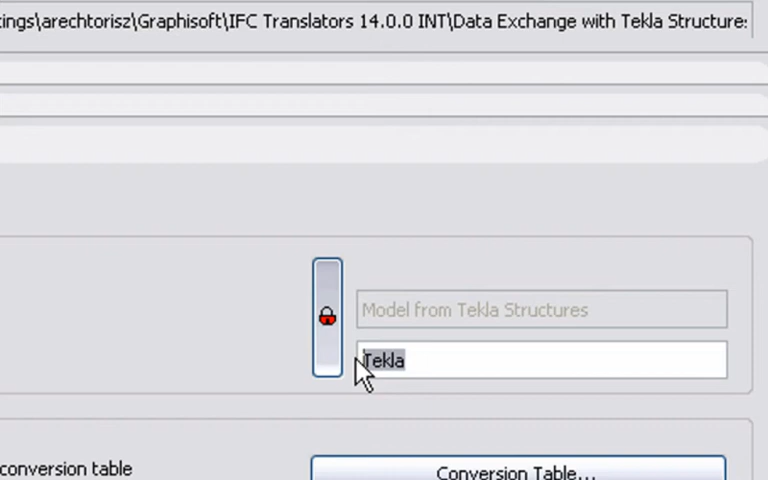 ings\arechtorisz\Graphisoft\IFC Translators 14.0.0 INT\Data Exchange with Tekla Structure:
Model from Tekla Structures
Tekla
conversion table
Conversion Table...